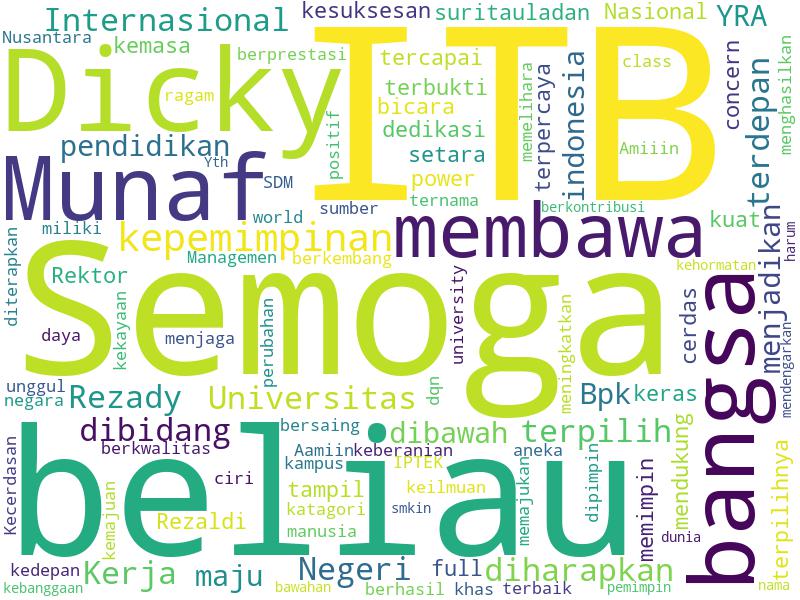 Internasional
kesuksesan
suritauladan
Nasional
YRA
Nusantara
kemasa
berprestasi
ITB
tercapai
class
concern
menghasilkan
Dicky
ragam
terbukti
bicara
indonesia
terdepan
positif
dedikasi
memelihara
terpercaya
pendidikan
Yth
setara
Amiiin
Munaf
SDM
power
ternama
world
sumber
berkontribusi
miliki
kepemimpinan
membawa
kuat
menjadikan
harum
diterapkan
Managemen
berkembang
kehormatan
Rektor
Semoga
kekayaan
daya
menjaga
perubahan
university
meningkatkan
cerdas
bangsa
mendengarkan
unggul
negara
Rezady
Universitas
dqn
Bpk
keras
dibidang
bersaing
dibawah
terpilih
mendukung
berkwalitas
Aamiin
keberanian
aneka
Kecerdasan
beliau
ciri
kampus
IPTEK
memajukan
dipimpin
memimpin
terpilihnya
kemajuan
tampil
keilmuan
Rezaldi
katagori
smkin
manusia
dunia
kedepan
Kerja
maju
Negeri
full
diharapkan
kebanggaan
bawahan
berhasil
khas
terbaik
pemimpin
nama